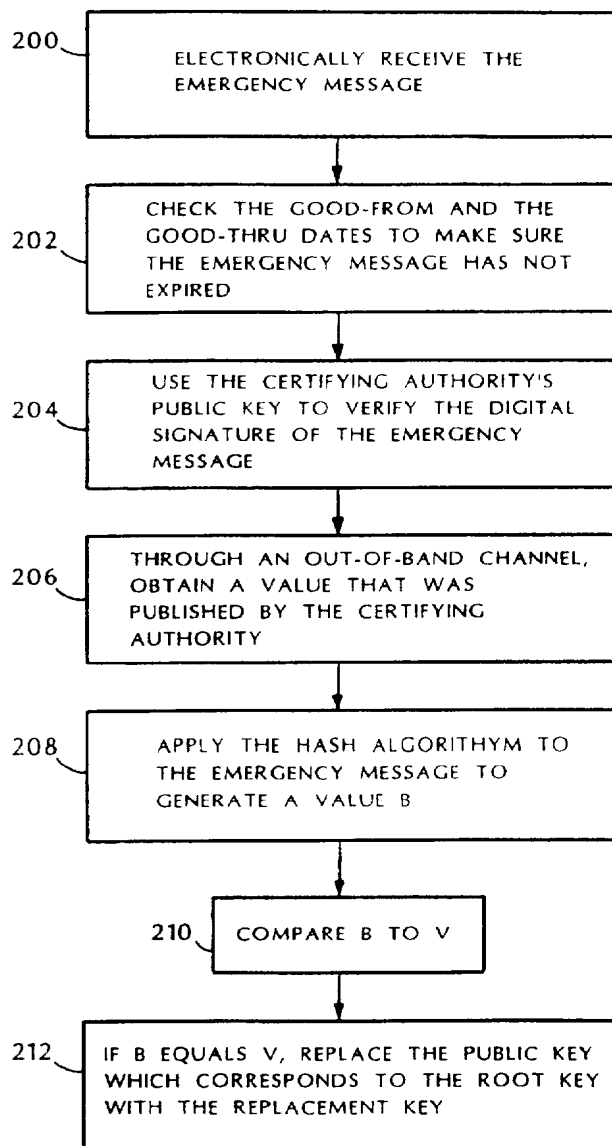 200
ELECTRONICALLY RECEIVE THE
EMERGENCY MESSAGE
202
CHECK THE GOOD-FROM AND THE
GOOD-THRU DATES TO MAKE SURE
THE EMERGENCY MESSAGE HAS NOT
EXPIRED
204
USE THE CERTIFYING AUTHORITY'S
PUBLIC KEY TO VERIFY THE DIGITAL
SIGNATURE OF THE EMERGENCY
MESSAGE
206
THROUGH AN OUT-OF-BAND CHANNEL,
OBTAIN A VALUE THAT WAS
PUBLISHED BY THE CERTIFYING
AUTHORITY
208
APPLY THE HASH ALGORITHYM TO
THE EMERGENCY MESSAGE TO
GENERATE A VALUE B
210
COMPARE B TO V
212
IF B EQUALS V, REPLACE THE PUBLIC KEY
WHICH CORRESPONDS TO THE ROOT KEY
WITH THE REPLACEMENT KEY